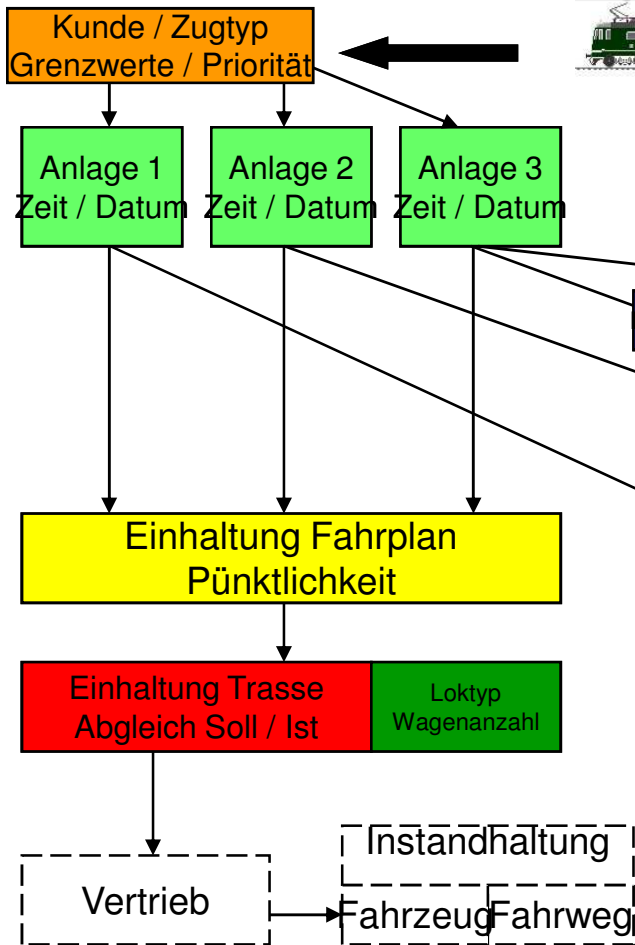 Kunde / Zugtyp
Grenzwerte / Priorität
Anlage 1
Zeit / Datum
Anlage 2
Zeit / Datum
Anlage 3
Zeit / Datum
Einhaltung Fahrplan
Pünktlichkeit
Einhaltung Trasse
Abgleich Soll / Ist
Loktyp
Wagenanzahl
Vertrieb
Instandhaltung
Fahrzeug
Fahrweg